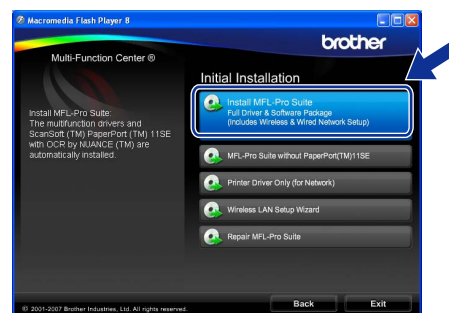 Macromedia Flash Player 8
brother
Multi-Function Center ®
Initial Installation
Install MFL-Pro Suite:
The multifunction drivers and
ScanSoft (TM) PaperPort (TM) 11SE
with OCR by NUANCE (TM) are
automatically installed.
Install MFL-Pro Suite
Full Driver & Software Package
(Includes Wireless & Wired Network Setup)
MFL-Pro Suite without PaperPort(TM)11SE
Printer Driver Only (for Network)
Wireless LAN Setup Wizard
Repair MFL-Pro Suite
© 2001-2007 Brother Industries, Ltd. All rights reserved.
Back
Exit